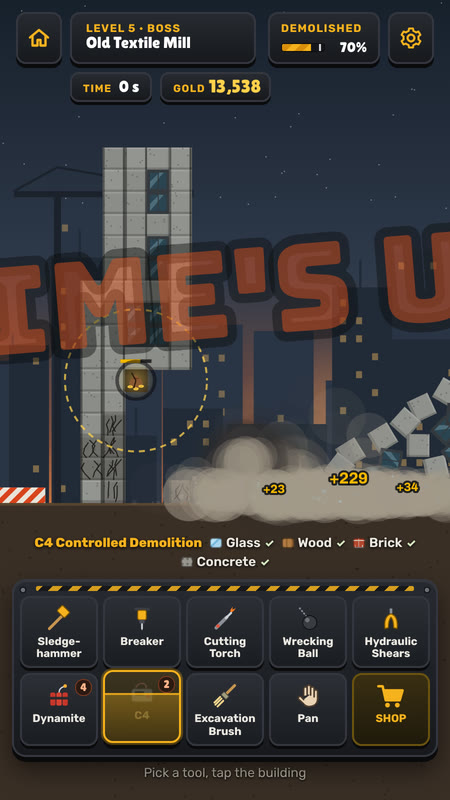 LEVEL 5 • BOSS
Old Textile Mill
DEMOLISHED
70%
TIME 0 s
GOLD 13,538
IME'S U
+23
+229
+34
C4 Controlled Demolition Glass ✓ Wood ✓ Brick ✓
Concrete ✓
Sledge-
hammer
Breaker
Cutting
Torch
Wrecking
Ball
Hydraulic
Shears
4
Dynamite
2
C4
Excavation
Brush
Pan
SHOP
Pick a tool, tap the building